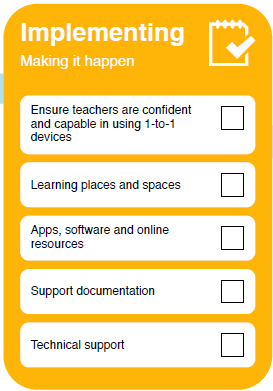 Implementing
Making it happen
Ensure teachers are confident
and capable in using 1-to-1
devices
Learning places and spaces
Apps, software and online
resources
Support documentation
Technical support